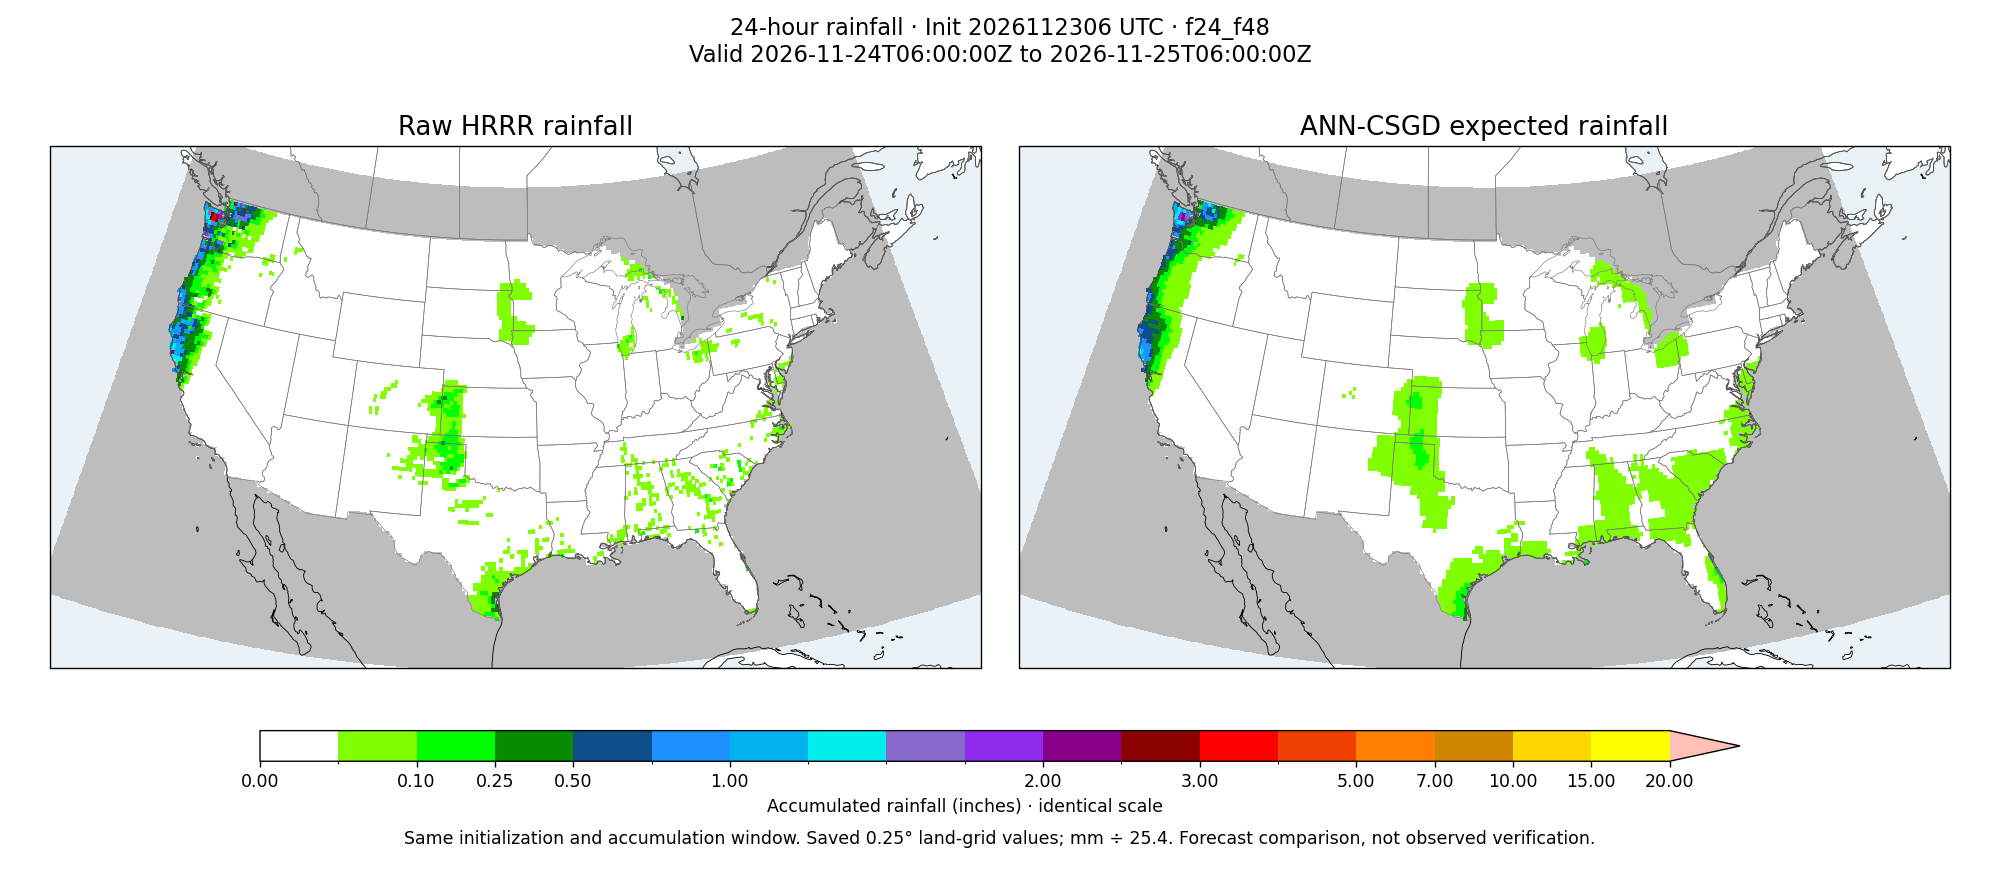 24-hour rainfall · Init 2026112306 UTC · f24_f48
Valid 2026-11-24T06:00:00Z to 2026-11-25T06:00:00Z
Raw HRRR rainfall
ANN-CSGD expected rainfall
0.00 0.10 0.25 0.50 1.00 2.00 3.00 5.00 7.00 10.00 15.00 20.00
Accumulated rainfall (inches) · identical scale
Same initialization and accumulation window. Saved 0.25° land-grid values; mm ÷ 25.4. Forecast comparison, not observed verification.